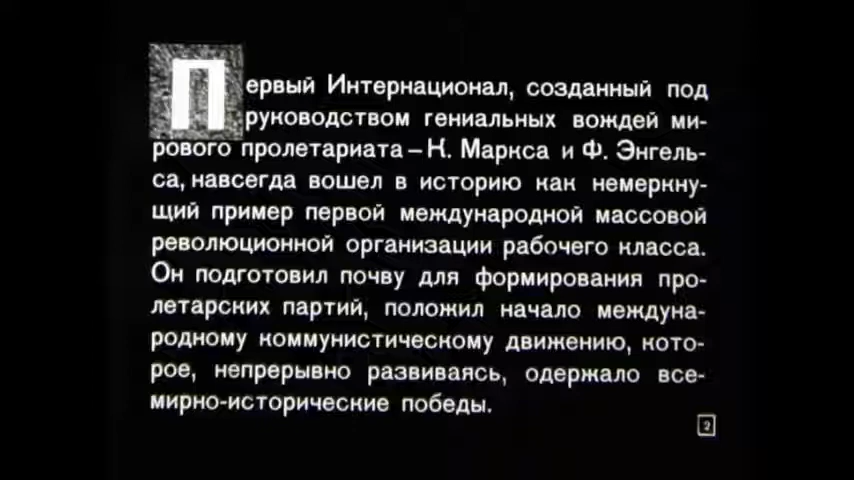 Первый Интернационал, созданный под
руководством гениальных вождей ми-
рового пролетариата – К. Маркса и Ф. Энгель-
са, навсегда вошел в историю как немеркну-
щий пример первой международной массовой
революционной организации рабочего класса.
Он подготовил почву для формирования про-
летарских партий, положил начало междуна-
родному коммунистическому движению, кото-
рое, непрерывно развиваясь, одержало все-
мирно-исторические победы.
2